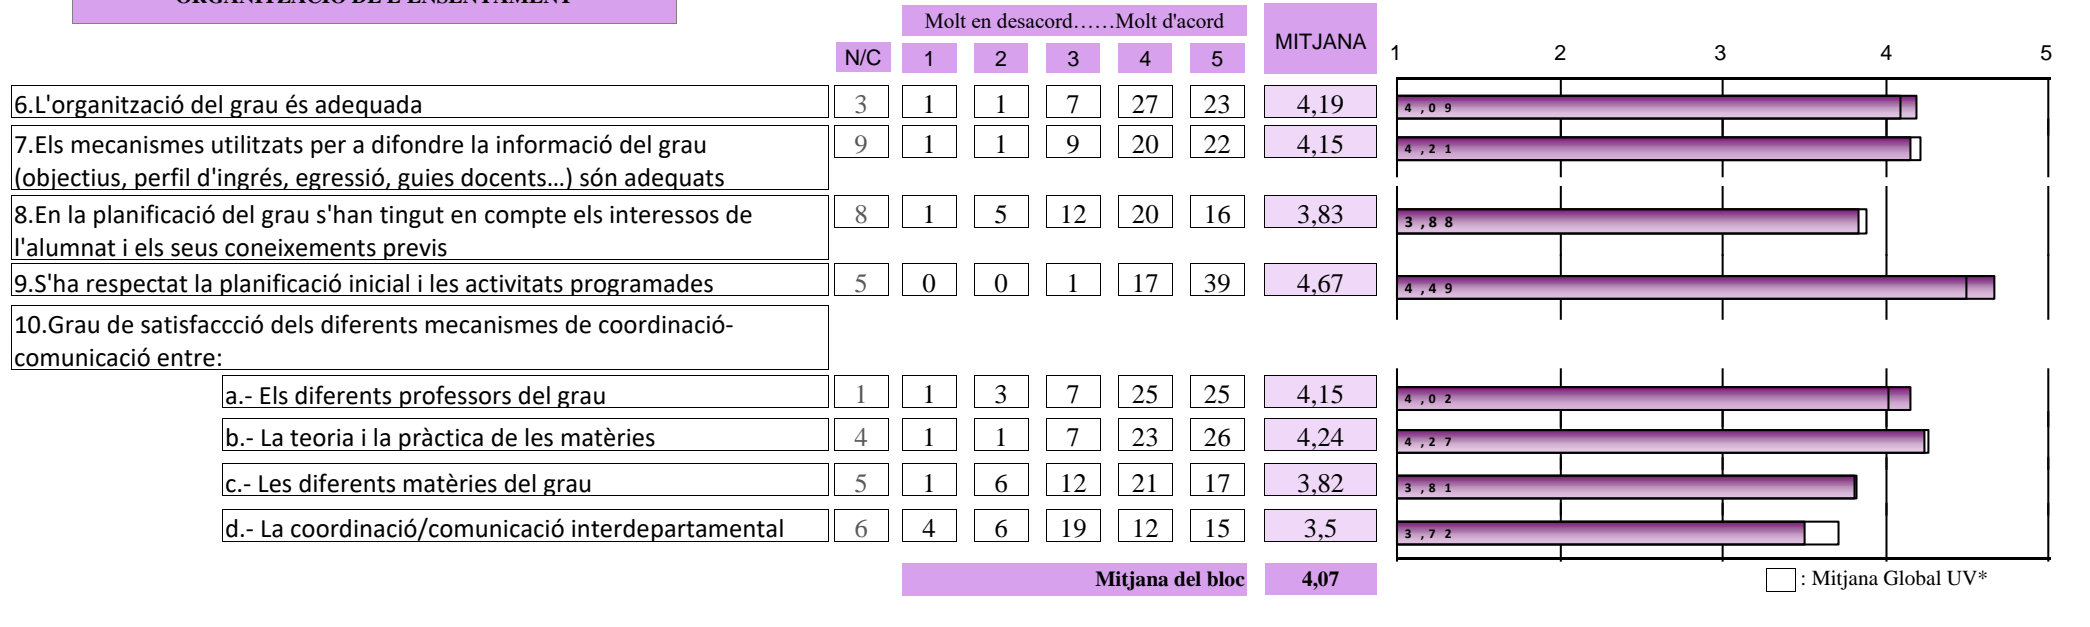 Molt en desacord……Molt d'acord
MITJANA
N/C 1 2 3 4 5
1 2 3 4 5
6.L'organització del grau és adequada 3 1 1 7 27 23 4,19 4,09
7.Els mecanismes utilitzats per a difondre la informació del grau
(objectius, perfil d'ingrés, egressió, guies docents...) són adequats 9 1 1 9 20 22 4,15 4,21
8.En la planificació del grau s'han tingut en compte els interessos de
l'alumnat i els seus coneixements previs 8 1 5 12 20 16 3,83 3,88
9.S'ha respectat la planificació inicial i les activitats programades 5 0 0 1 17 39 4,67 4,49
10.Grau de satisfaccció dels diferents mecanismes de coordinació-
comunicació entre:
a.- Els diferents professors del grau 1 1 3 7 25 25 4,15 4,02
b.- La teoria i la pràctica de les matèries 4 1 1 7 23 26 4,24 4,27
c.- Les diferents matèries del grau 5 1 6 12 21 17 3,82 3,81
d.- La coordinació/comunicació interdepartamental 6 4 6 19 12 15 3,5 3,72
Mitjana del bloc 4,07
: Mitjana Global UV*